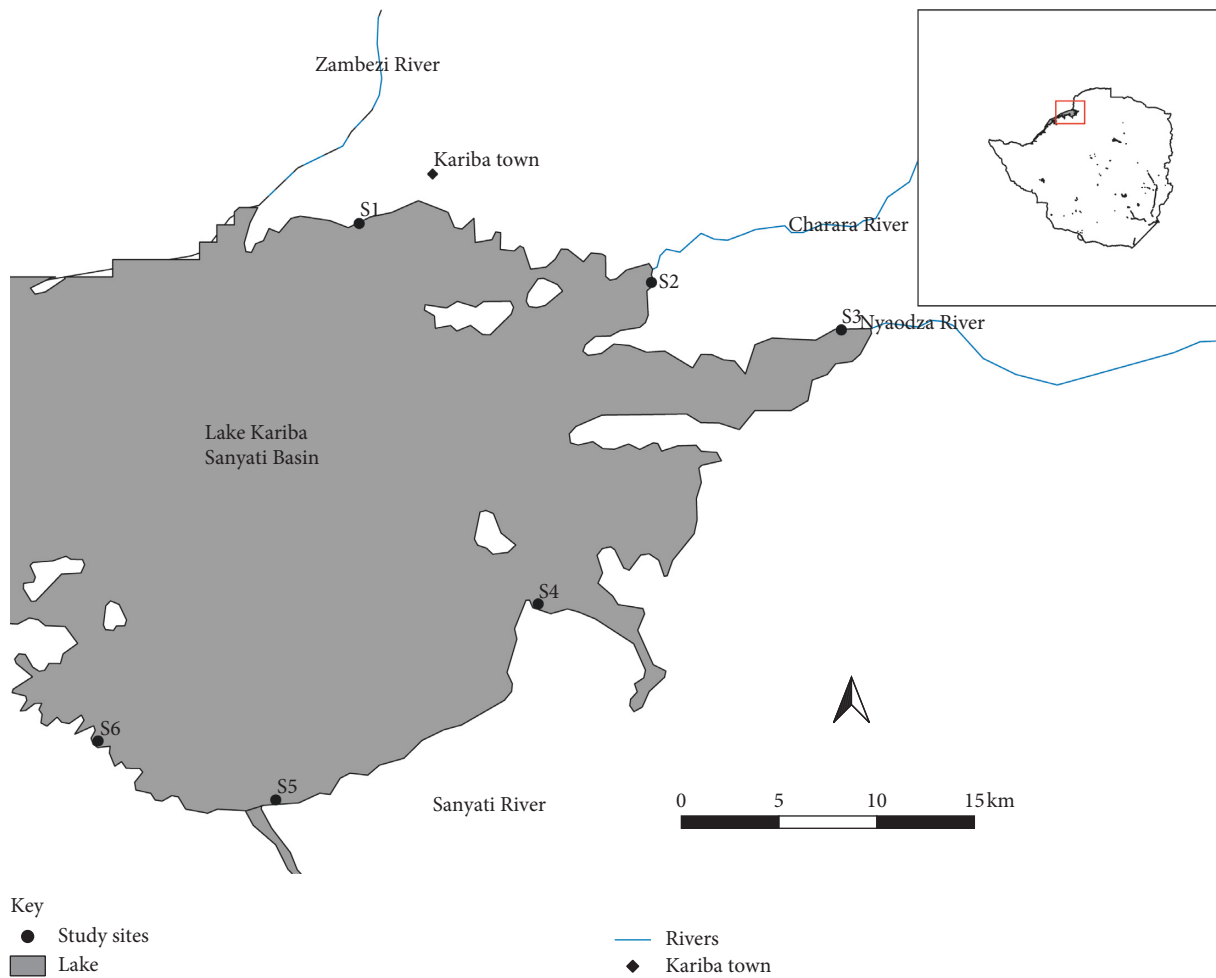 Zambezi River
Kariba town
S1
Charara River
S2
S3
Nyaodza River
Lake Kariba
Sanyati Basin
S4
S6
S5
Sanyati River
0 5 10 15 km
Key
Study sites
Lake
Rivers
Kariba town